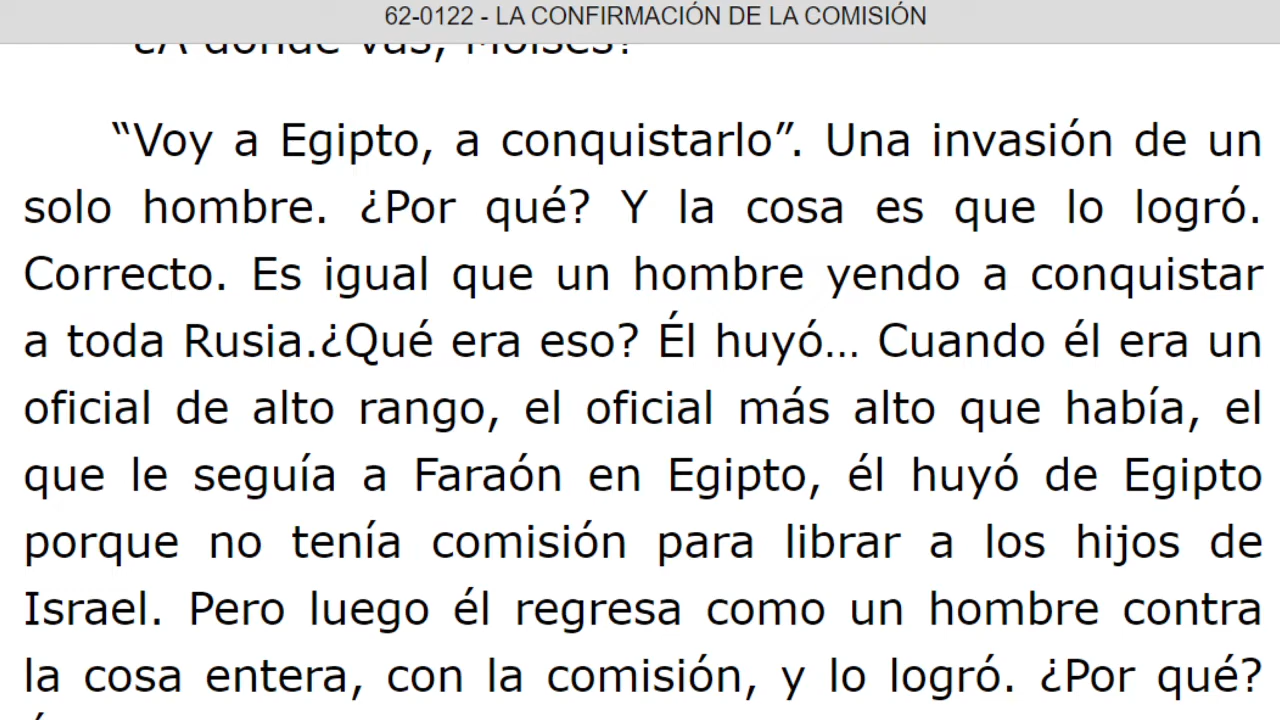 62-0122 - LA CONFIRMACIÓN DE LA COMISIÓN
¿A dónde vas, Moisés?
“Voy a Egipto, a conquistarlo”. Una invasión de un
solo hombre. ¿Por qué? Y la cosa es que lo logró.
Correcto. Es igual que un hombre yendo a conquistar
a toda Rusia.¿Qué era eso? Él huyó... Cuando él era un
oficial de alto rango, el oficial más alto que había, el
que le seguía a Faraón en Egipto, él huyó de Egipto
porque no tenía comisión para librar a los hijos de
Israel. Pero luego él regresa como un hombre contra
la cosa entera, con la comisión, y lo logró. ¿Por qué?